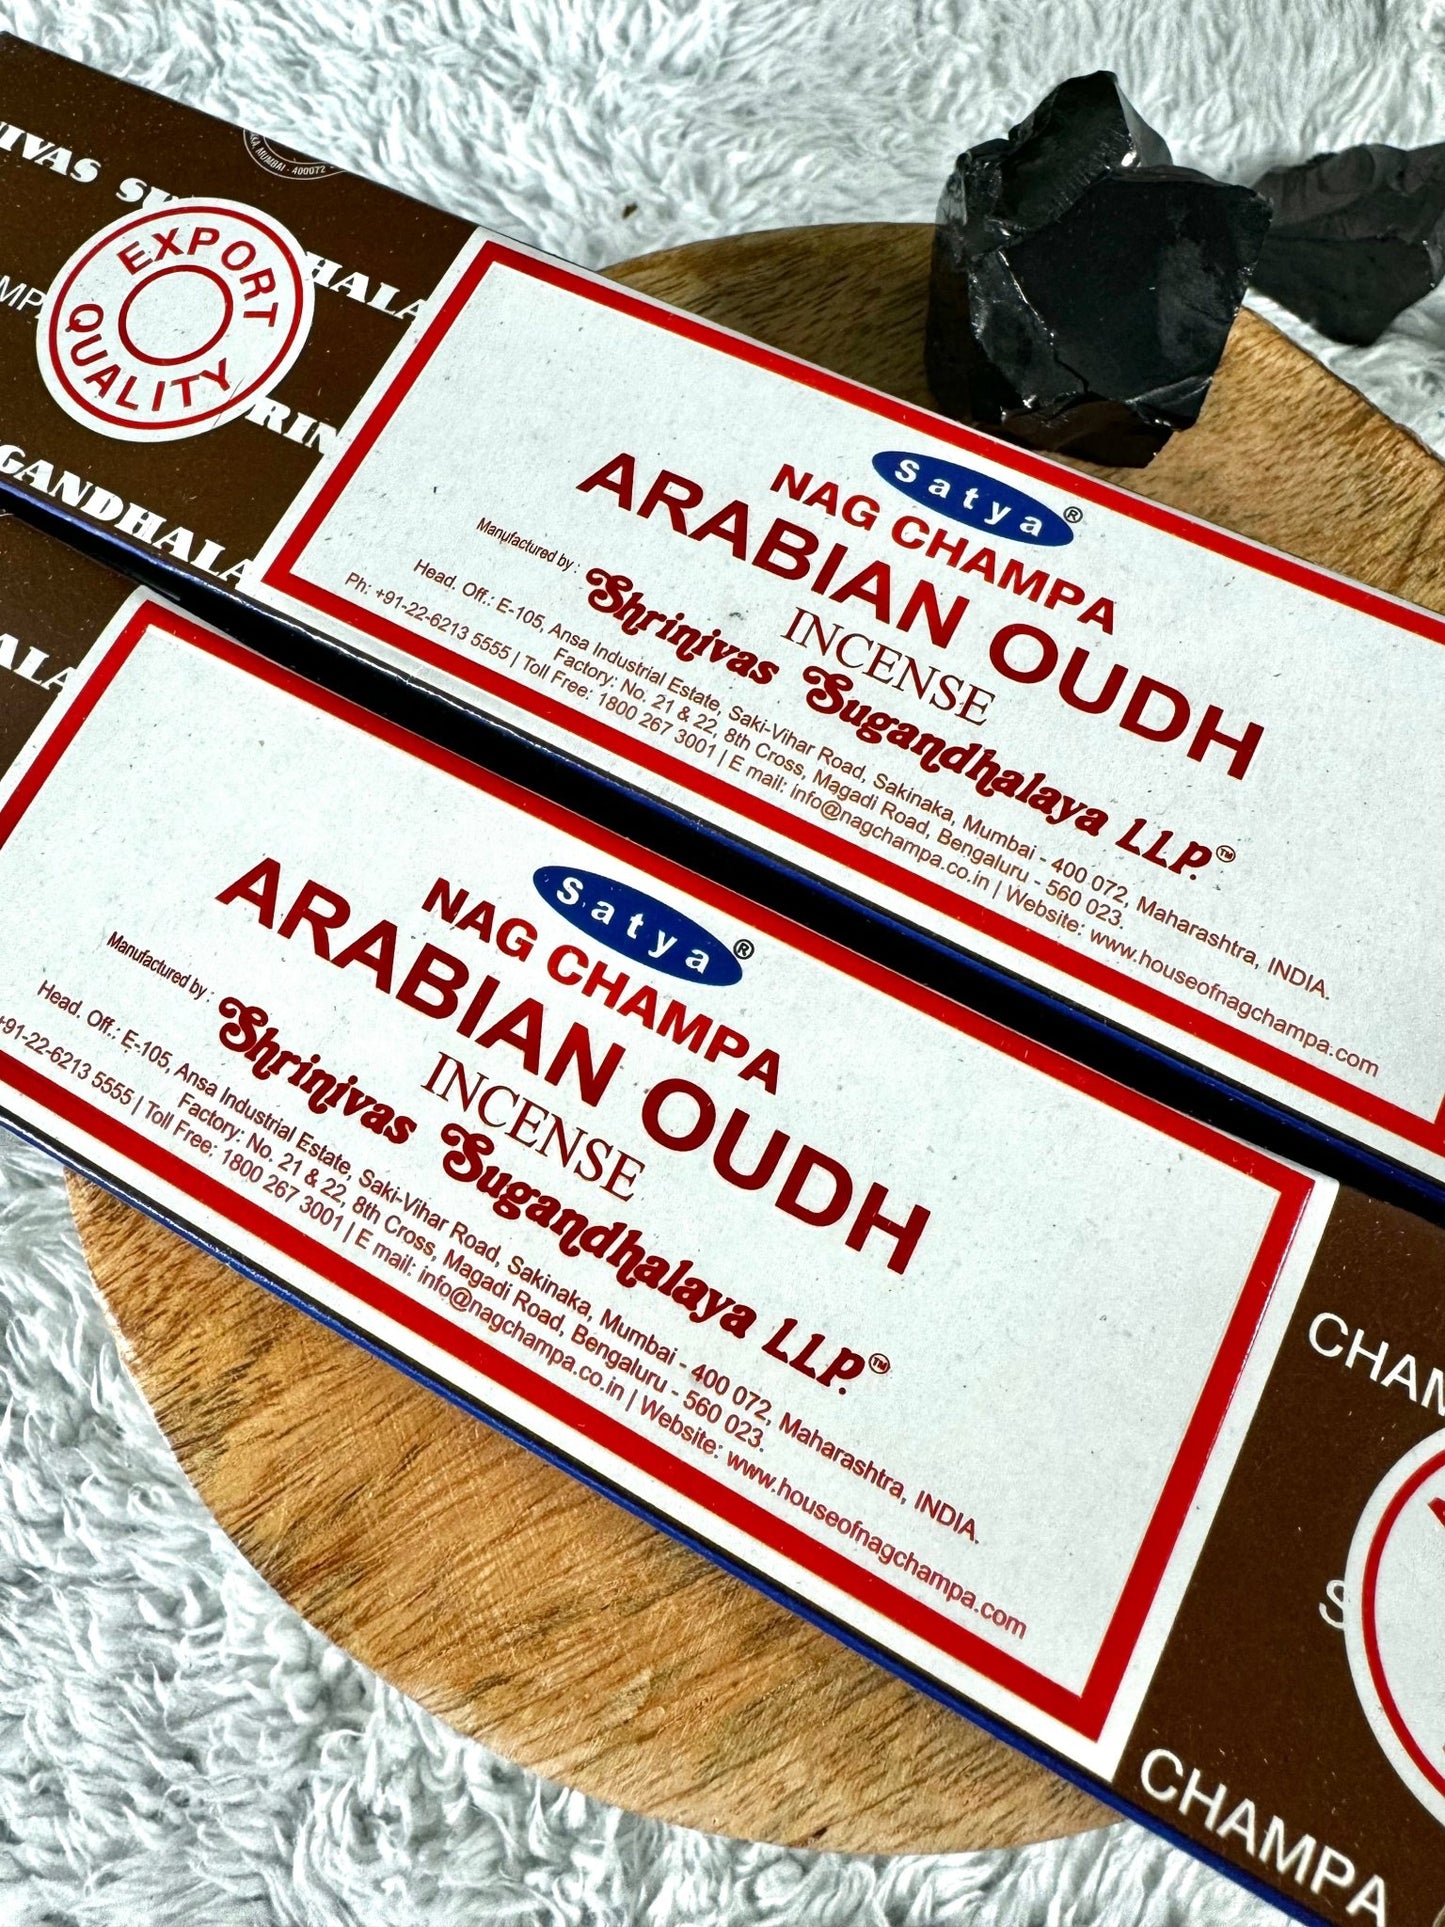 NIVAS
MUMBAI - 400072
EXPORT
QUALITY
GANDHALA
Satya®
NAG CHAMPA
ARABIAN OUDH
INCENSE
Manufactured by : Shrinivas Sugandhalaya LLP.™
Head. Off.: E-105, Ansa Industrial Estate, Saki-Vihar Road, Sakinaka, Mumbai - 400 072, Maharashtra, INDIA.
Factory: No. 21 & 22, 8th Cross, Magadi Road, Bengaluru - 560 023.
Ph: +91-22-6213 5555 | Toll Free: 1800 267 3001 | E mail: info@nagchampa.co.in | Website: www.houseofnagchampa.com
Satya®
NAG CHAMPA
ARABIAN OUDH
INCENSE
Manufactured by : Shrinivas Sugandhalaya LLP.™
Head. Off.: E-105, Ansa Industrial Estate, Saki-Vihar Road, Sakinaka, Mumbai - 400 072, Maharashtra, INDIA.
Factory: No. 21 & 22, 8th Cross, Magadi Road, Bengaluru - 560 023.
+91-22-6213 5555 | Toll Free: 1800 267 3001 | E mail: info@nagchampa.co.in | Website: www.houseofnagchampa.com
CHAM
CHAMPA